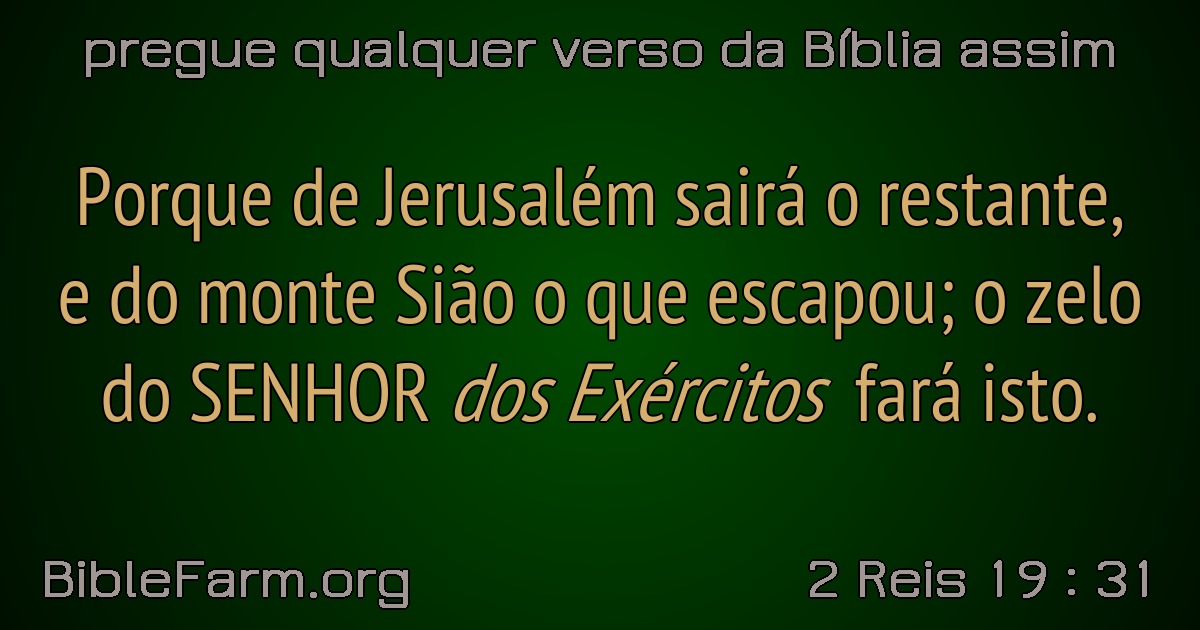 pregue qualquer verso da Bíblia assim
Porque de Jerusalém sairá o restante,
e do monte Sião o que escapou; o zelo
do SENHOR dos Exércitos fará isto.
BibleFarm.org
2 Reis 19 : 31